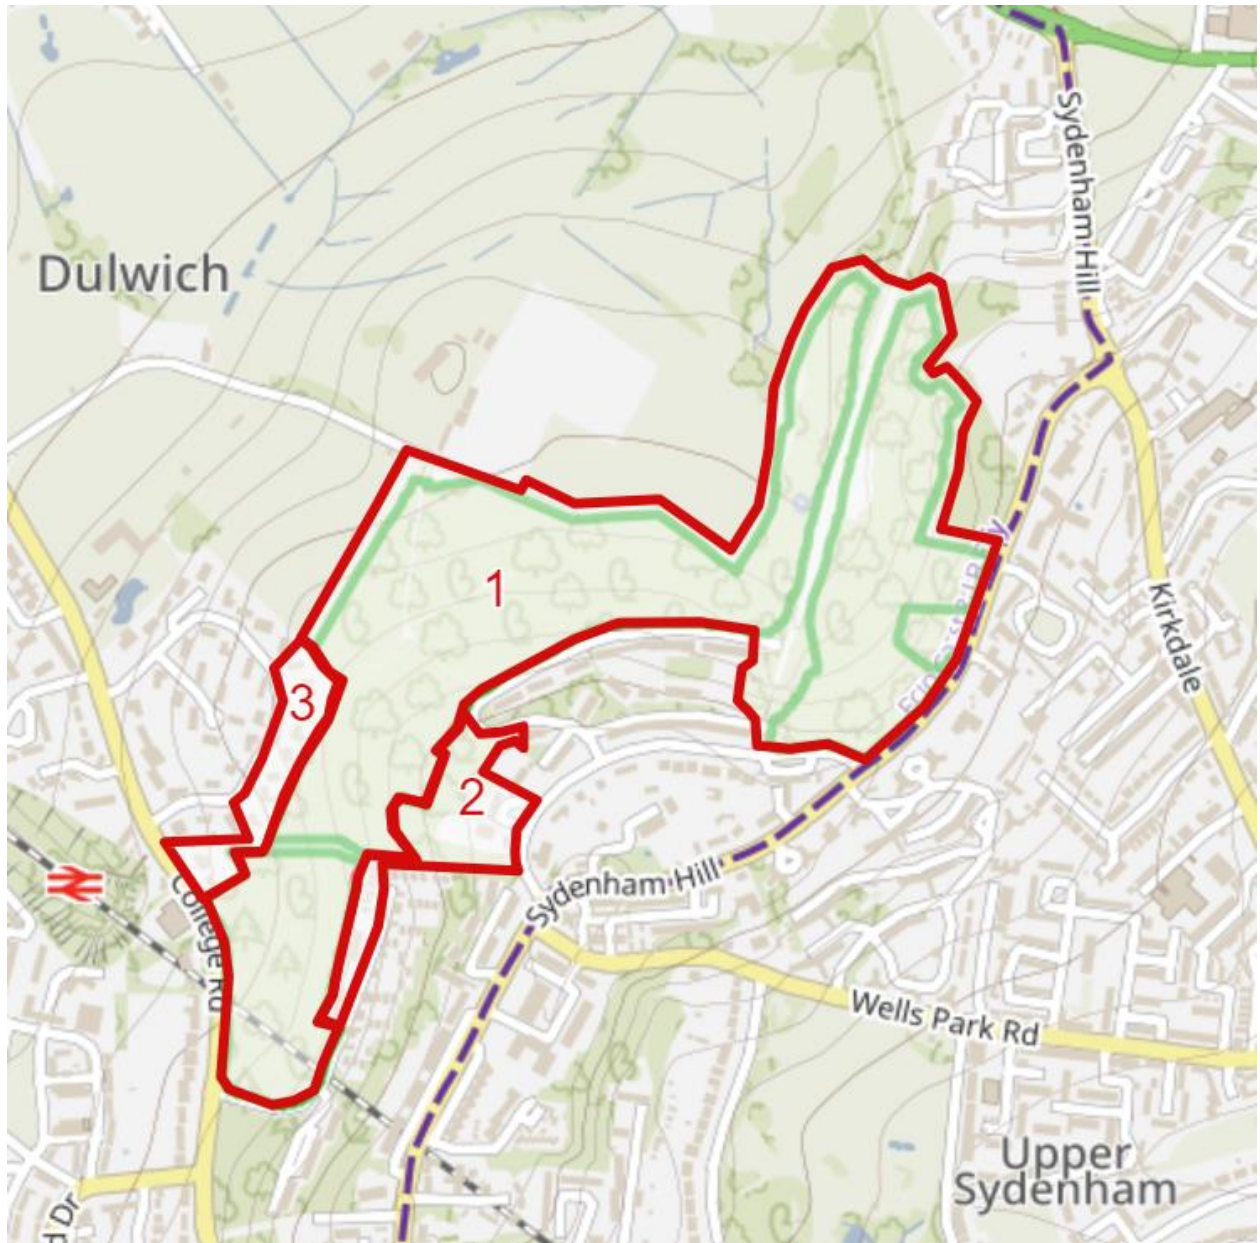 Sydenham Hill
Dulwich
1
Kirkdale
3
2
Sydenham Hill
College Rd
Wells Park Rd
Upper
Sydenham